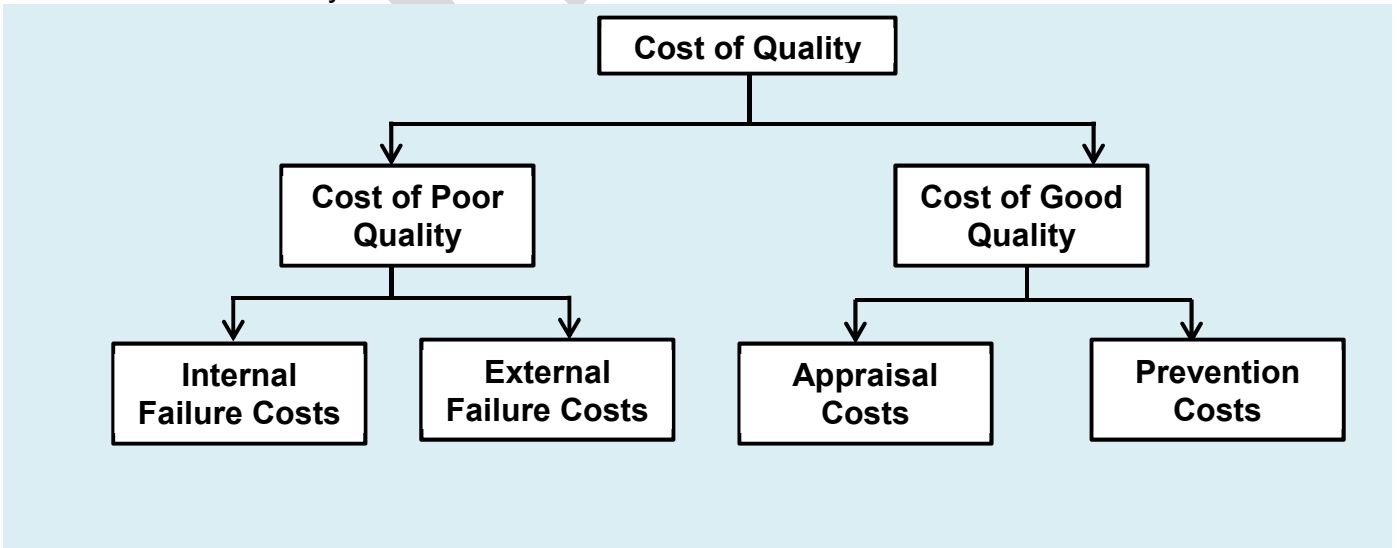 Cost of Quality
Cost of Poor
Quality
Cost of Good
Quality
Internal
Failure Costs
External
Failure Costs
Appraisal
Costs
Prevention
Costs